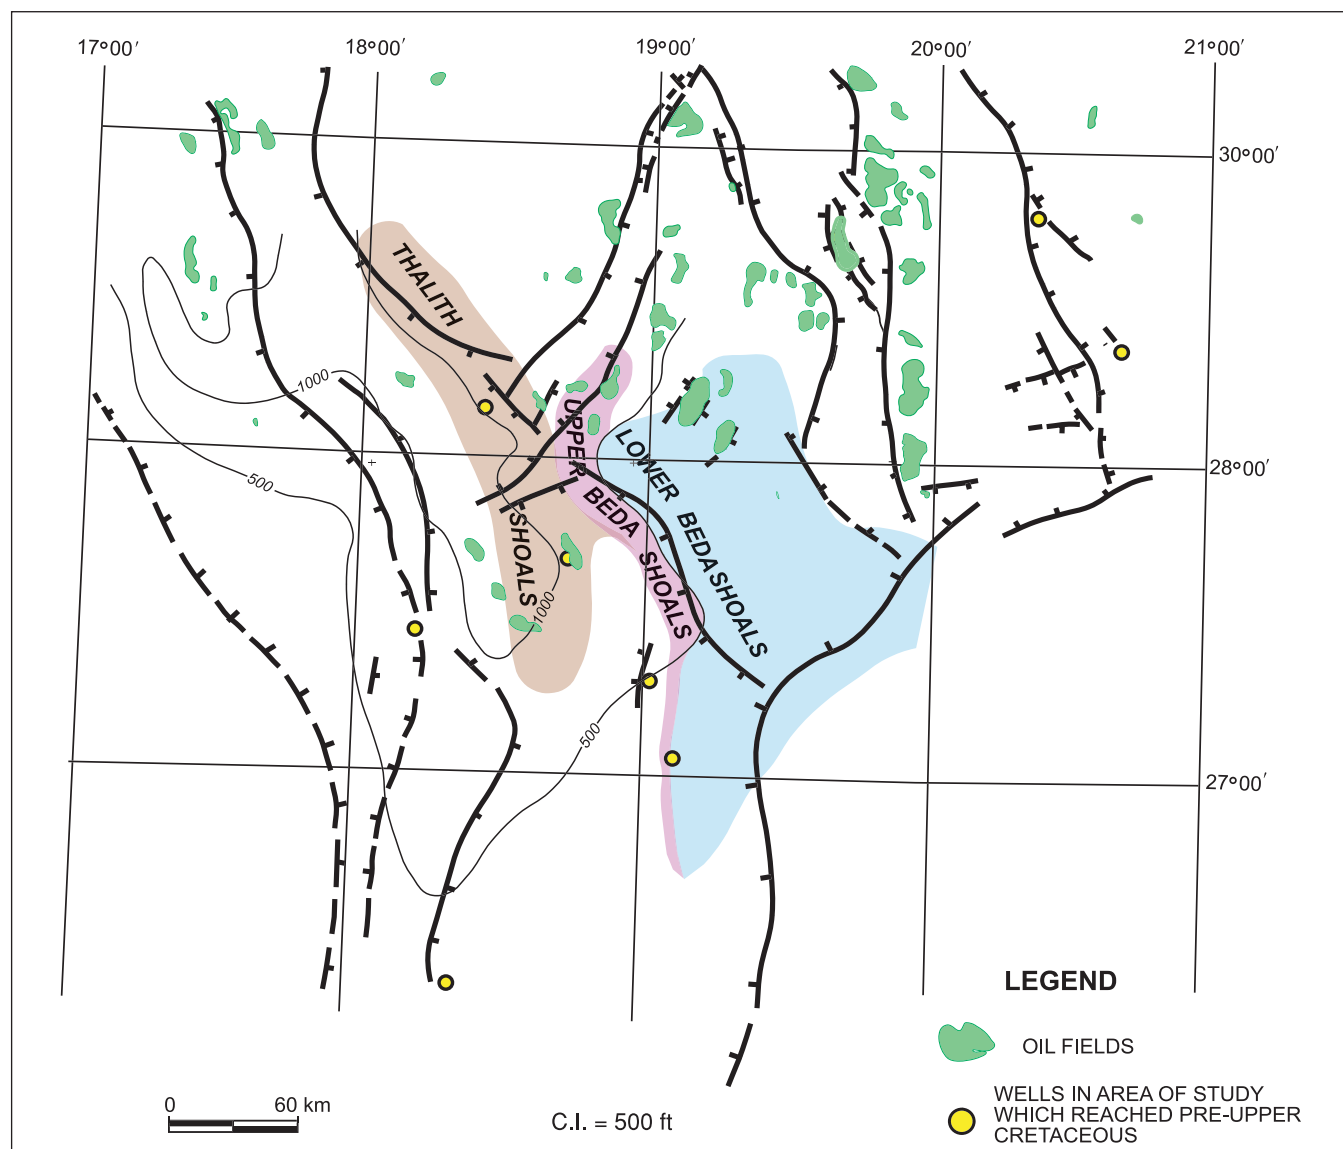 17°00′ 18°00′ 19°00′ 20°00′ 21°00′
30°00′
THALITH
1000
UPPER
LOWER
28°00′
500
BEDA
SHOALS
BEDA SHOALS
SHOALS
1000
500
27°00′
LEGEND
OIL FIELDS
0 60 km
C.I. = 500 ft
WELLS IN AREA OF STUDY
WHICH REACHED PRE-UPPER
CRETACEOUS